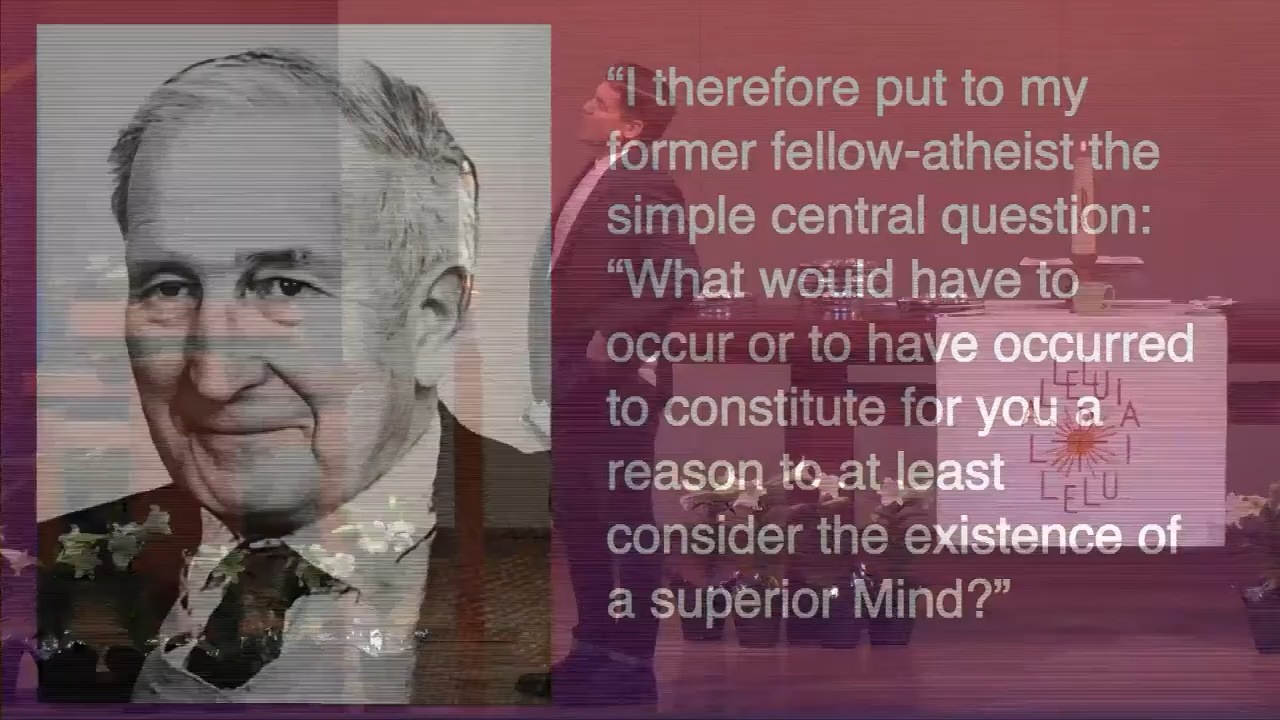 “I therefore put to my
former fellow-atheist the
simple central question:
“What would have to
occur or to have occurred
to constitute for you a
reason to at least
consider the existence of
a superior Mind?”